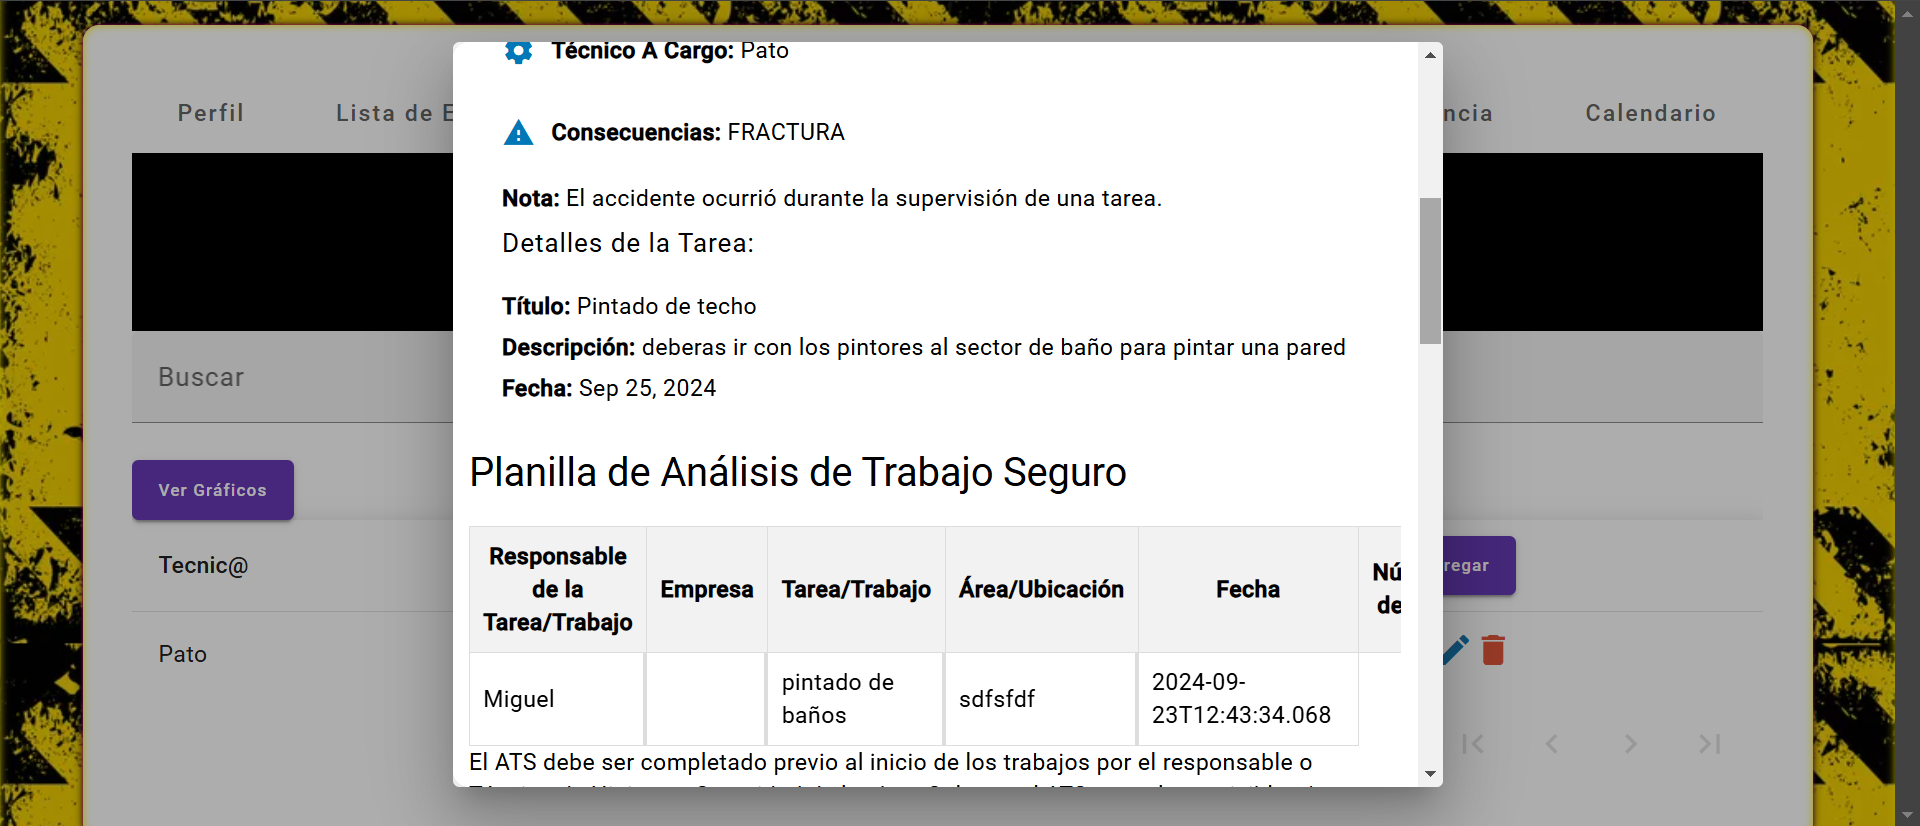 Técnico A Cargo: Pato
Perfil
Lista de E
ncia
Calendario
Consecuencias: FRACTURA
Nota: El accidente ocurrió durante la supervisión de una tarea.
Detalles de la Tarea:
Título: Pintado de techo
Descripción: deberas ir con los pintores al sector de baño para pintar una pared
Fecha: Sep 25, 2024
Buscar
Planilla de Análisis de Trabajo Seguro
Ver Gráficos
Responsable de la Tarea/Trabajo
Empresa
Tarea/Trabajo
Área/Ubicación
Fecha
Nú
de
regar
Tecnic@
Pato
Miguel
pintado de baños
sdfsfdf
2024-09-23T12:43:34.068
El ATS debe ser completado previo al inicio de los trabajos por el responsable o